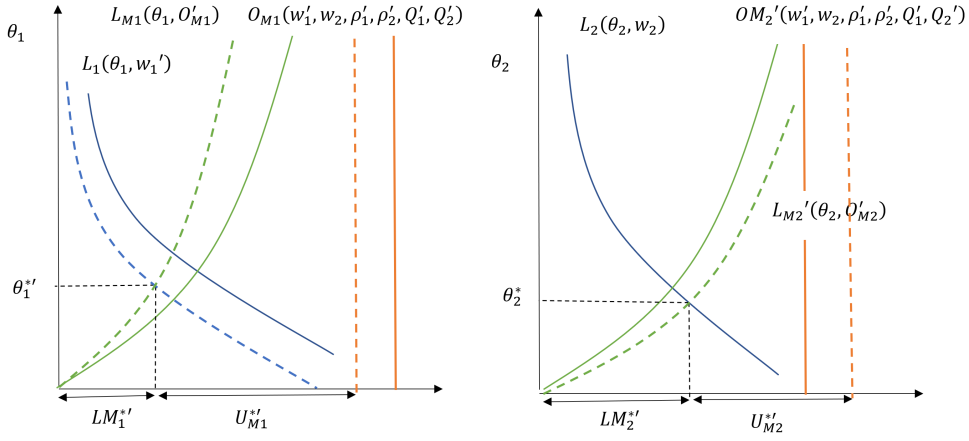 L_{M1}(θ_1, O'_{M1})
O_{M1}(w'_1, w_2, ρ'_1, ρ'_2, Q'_1, Q'_2)
θ_1
L_1(θ_1, w_1')
θ_1^{*'}
LM_1^{*'}
U_{M1}^{*'}
L_2(θ_2, w_2)
OM_2'(w'_1, w_2, ρ'_1, ρ'_2, Q'_1, Q_2')
θ_2
L_{M2}'(θ_2, O'_{M2})
θ_2^*
LM_2^{*'}
U_{M2}^{*'}